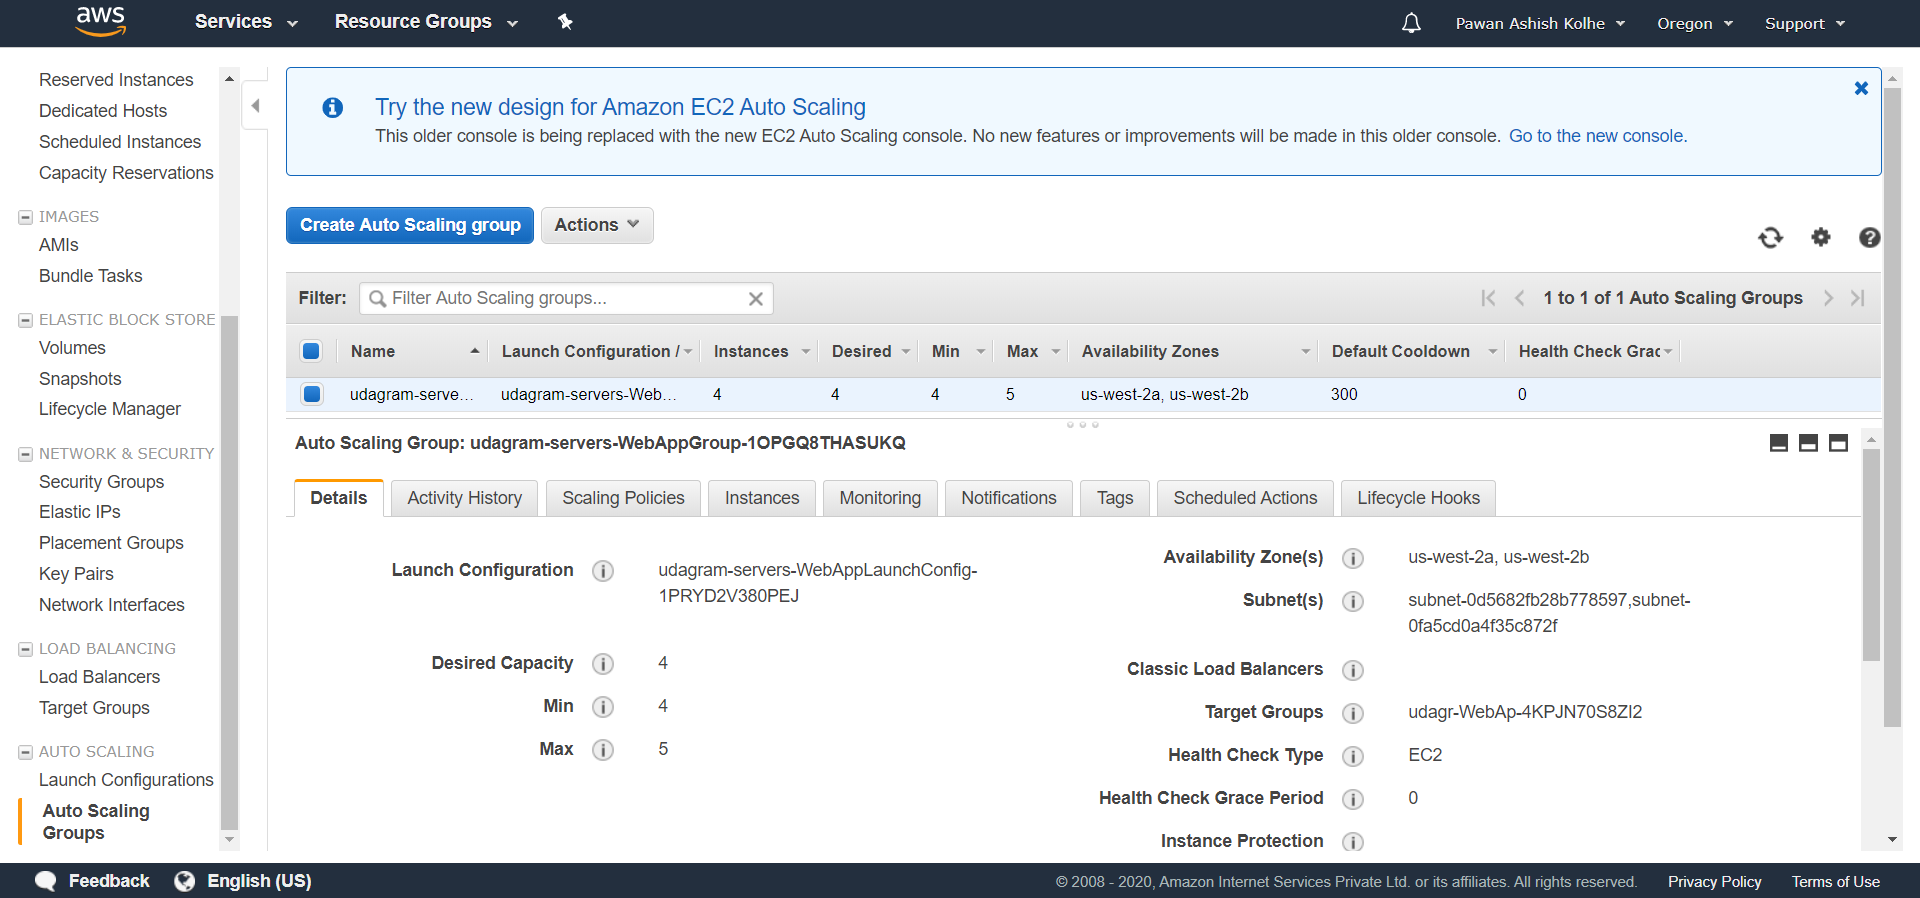 aws
Services
Resource Groups
Pawan Ashish Kolhe
Oregon
Support
Reserved Instances
Dedicated Hosts
Scheduled Instances
Capacity Reservations
IMAGES
AMIs
Bundle Tasks
ELASTIC BLOCK STORE
Volumes
Snapshots
Lifecycle Manager
NETWORK & SECURITY
Security Groups
Elastic IPs
Placement Groups
Key Pairs
Network Interfaces
LOAD BALANCING
Load Balancers
Target Groups
AUTO SCALING
Launch Configurations
Auto Scaling
Groups
Try the new design for Amazon EC2 Auto Scaling
This older console is being replaced with the new EC2 Auto Scaling console. No new features or improvements will be made in this older console. Go to the new console.
Create Auto Scaling group
Actions
Filter: Filter Auto Scaling groups...
1 to 1 of 1 Auto Scaling Groups
Name Launch Configuration / Instances Desired Min Max Availability Zones Default Cooldown Health Check Grac
udagram-serve... udagram-servers-Web... 4 4 4 5 us-west-2a, us-west-2b 300 0
Auto Scaling Group: udagram-servers-WebAppGroup-1OPGQ8THASUKQ
Details
Activity History
Scaling Policies
Instances
Monitoring
Notifications
Tags
Scheduled Actions
Lifecycle Hooks
Launch Configuration udagram-servers-WebAppLaunchConfig-
1PRYD2V380PEJ
Desired Capacity 4
Min 4
Max 5
Availability Zone(s) us-west-2a, us-west-2b
Subnet(s) subnet-0d5682fb28b778597,subnet-
0fa5cd0a4f35c872f
Classic Load Balancers
Target Groups udagr-WebAp-4KPJN70S8ZI2
Health Check Type EC2
Health Check Grace Period 0
Instance Protection
Feedback
English (US)
© 2008 - 2020, Amazon Internet Services Private Ltd. or its affiliates. All rights reserved.
Privacy Policy
Terms of Use